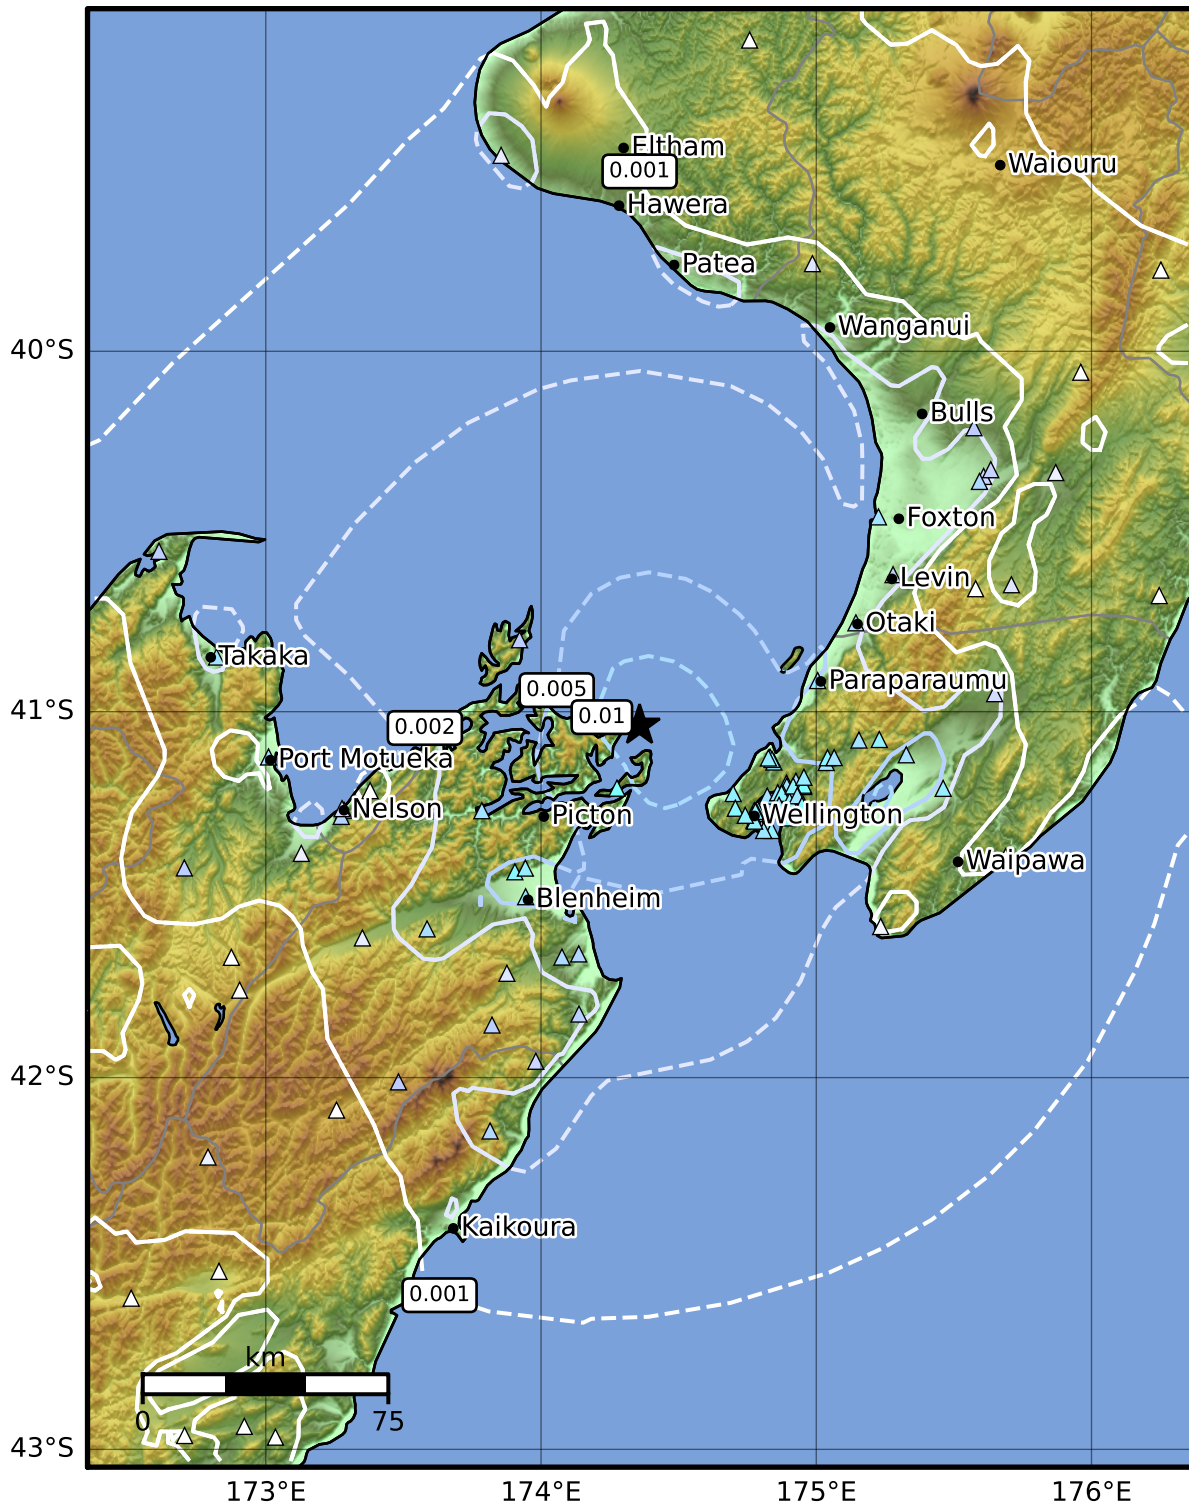 Eltham
0.001
Waiouru
Hawera
Patea
Wanganui
40°S
Bulls
Foxton
Levin
Otaki
Takaka
Paraparaumu
0.005
41°S
0.01
0.002
Port Motueka
Nelson
Picton
Wellington
Waipawa
Blenheim
42°S
Kaikoura
0.001
km
0
75
43°S
173°E
174°E
175°E
176°E